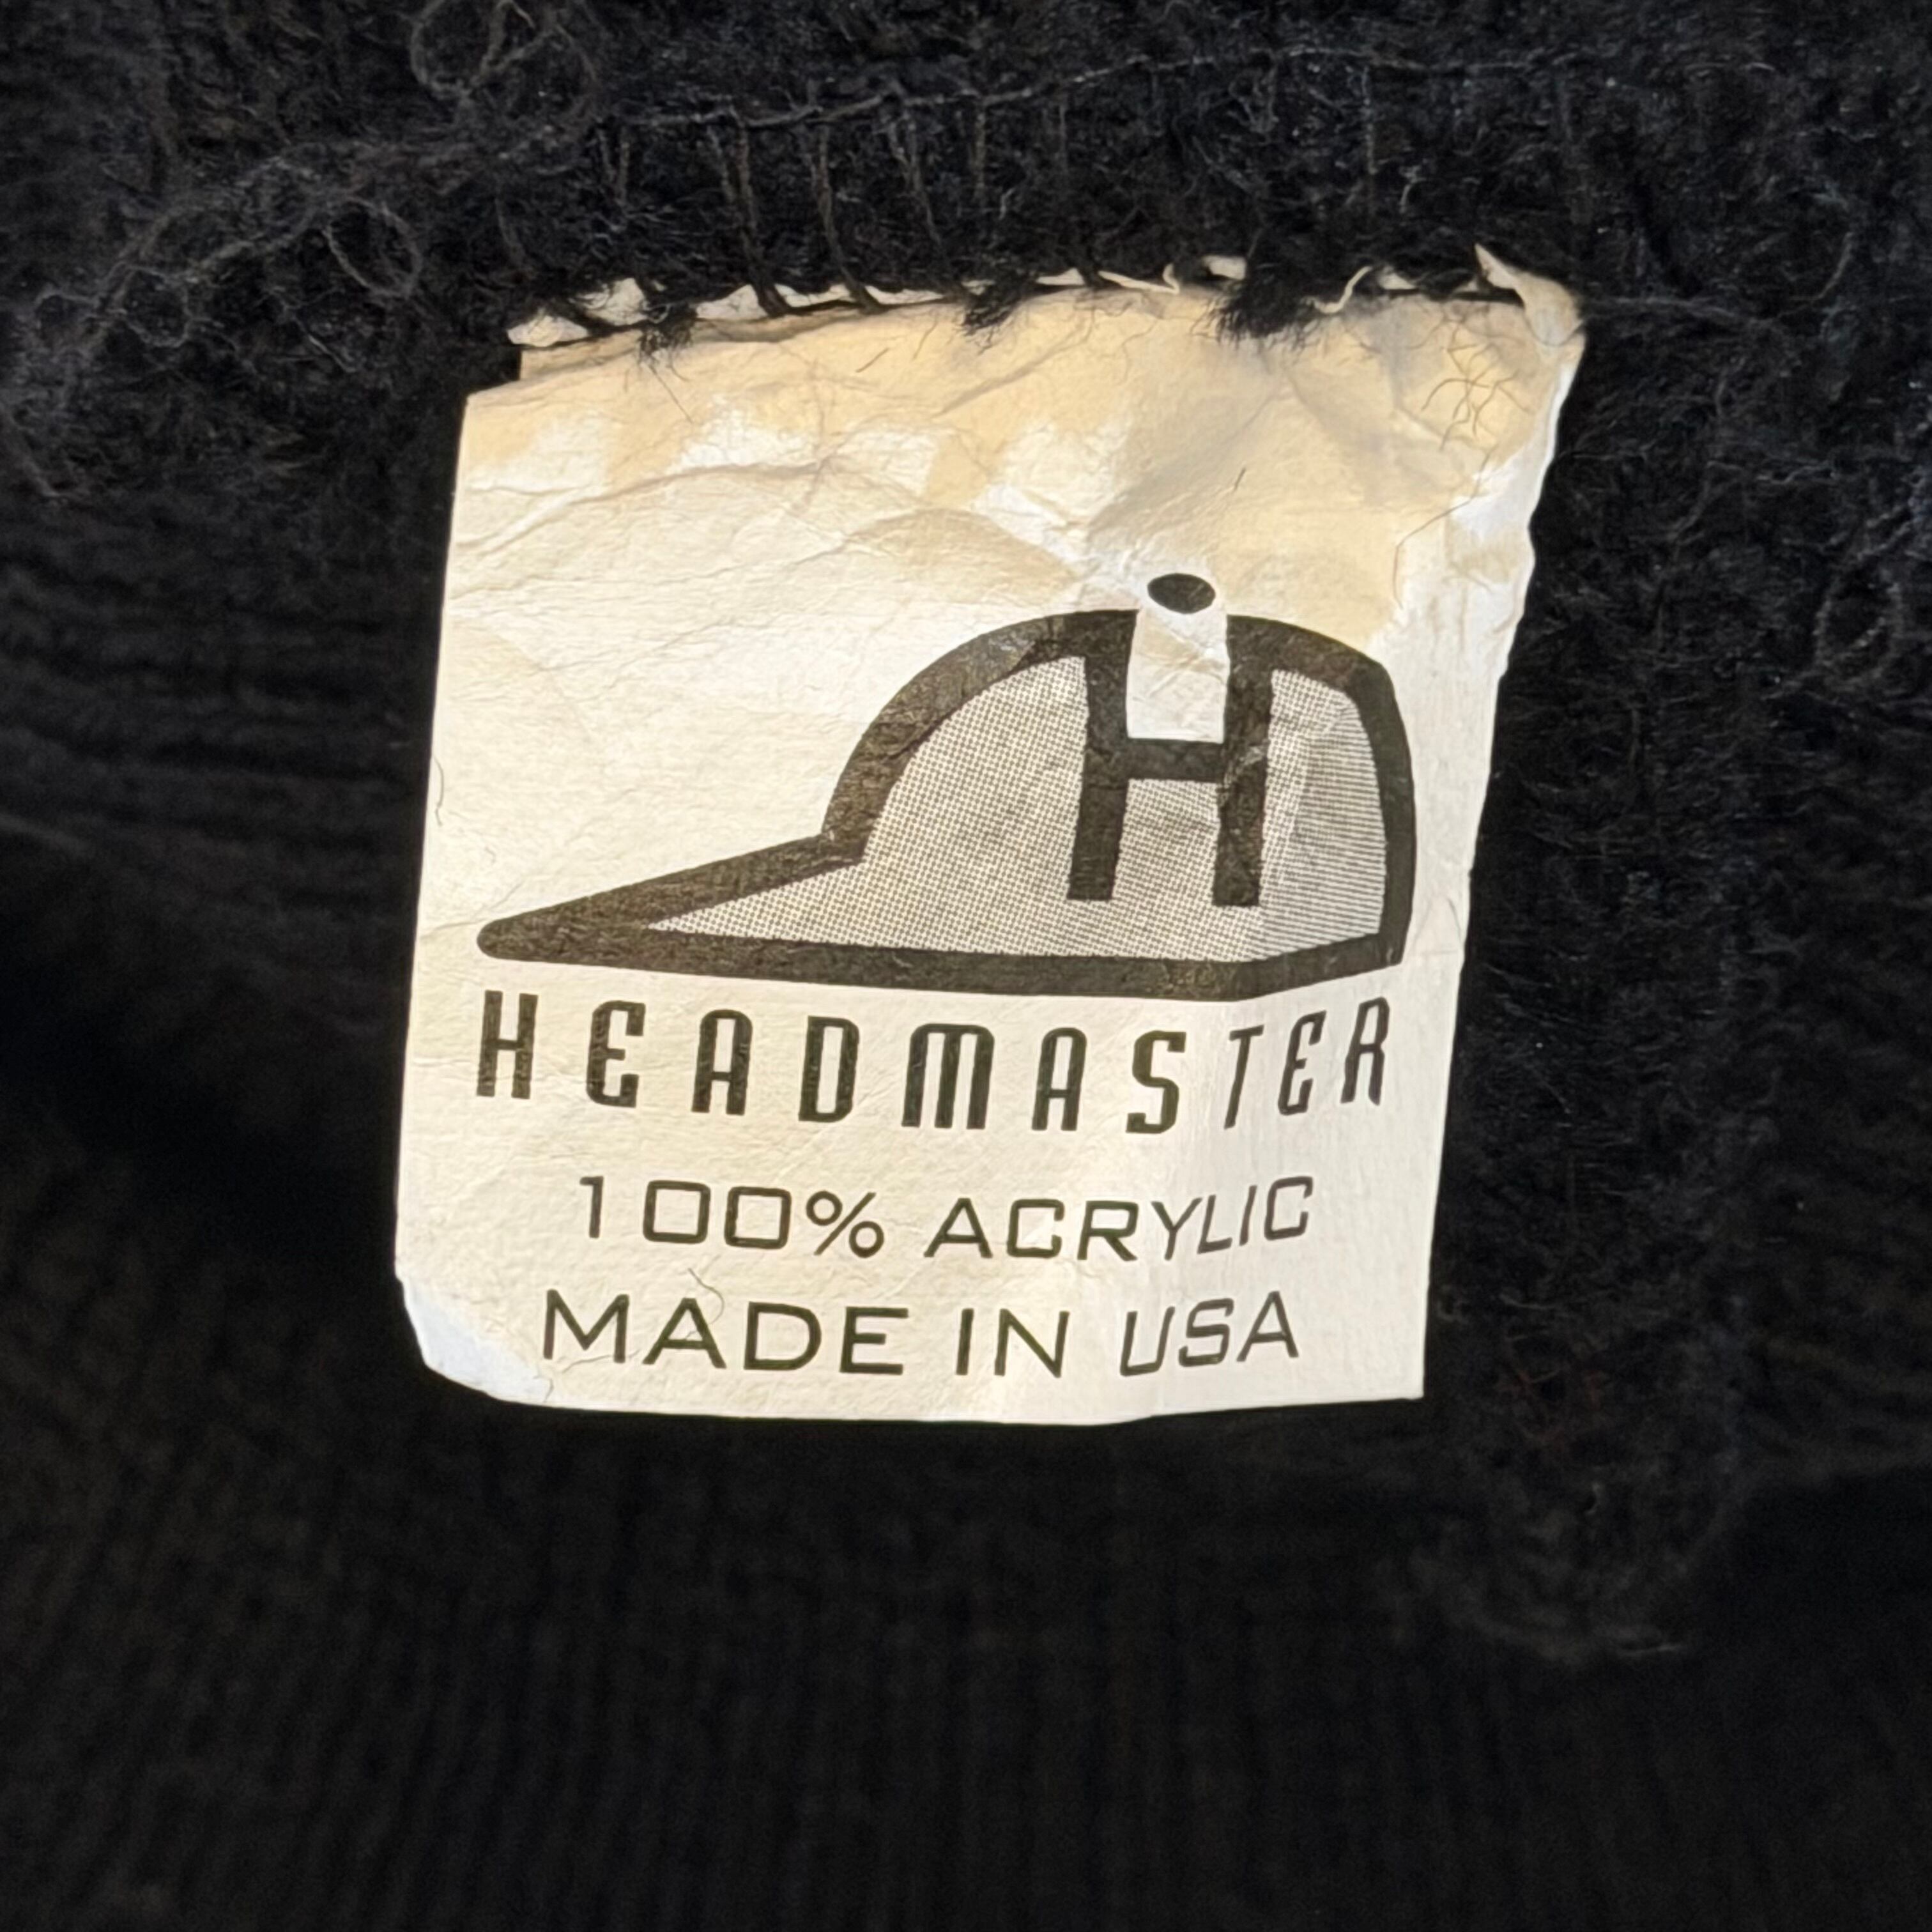 H
HEADMASTER
100% ACRYLIC
MADE IN USA